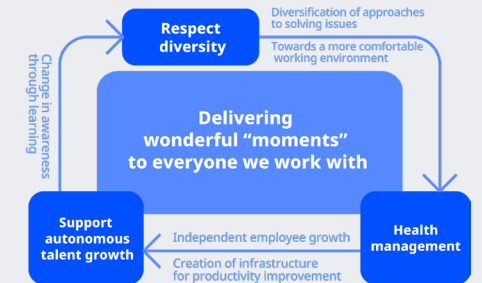 Respect
diversity
Diversification of approaches
to solving issues
Towards a more comfortable
working environment
Change in awareness
through learning
Delivering
wonderful “moments”
to everyone we work with
Support
autonomous
talent growth
Independent employee growth
Creation of infrastructure
for productivity improvement
Health
management